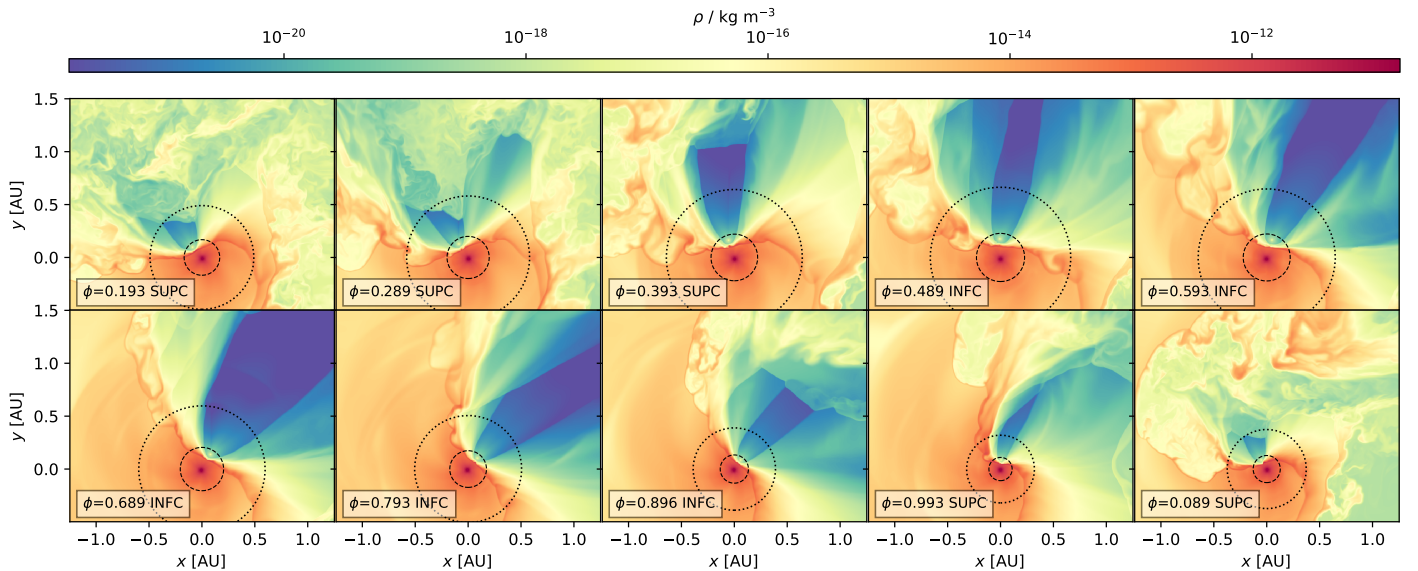 ρ / kg m⁻³
10⁻²⁰ 10⁻¹⁸ 10⁻¹⁶ 10⁻¹⁴ 10⁻¹²
1.5
1.0
0.5
0.0
y [AU]
ϕ=0.193 SUPC
ϕ=0.289 SUPC
ϕ=0.393 SUPC
ϕ=0.489 INFC
ϕ=0.593 INFC
1.5
1.0
0.5
0.0
y [AU]
ϕ=0.689 INFC
ϕ=0.793 INFC
ϕ=0.896 INFC
ϕ=0.993 SUPC
ϕ=0.089 SUPC
−1.0 −0.5 0.0 0.5 1.0
−1.0 −0.5 0.0 0.5 1.0
−1.0 −0.5 0.0 0.5 1.0
−1.0 −0.5 0.0 0.5 1.0
−1.0 −0.5 0.0 0.5 1.0
x [AU]
x [AU]
x [AU]
x [AU]
x [AU]